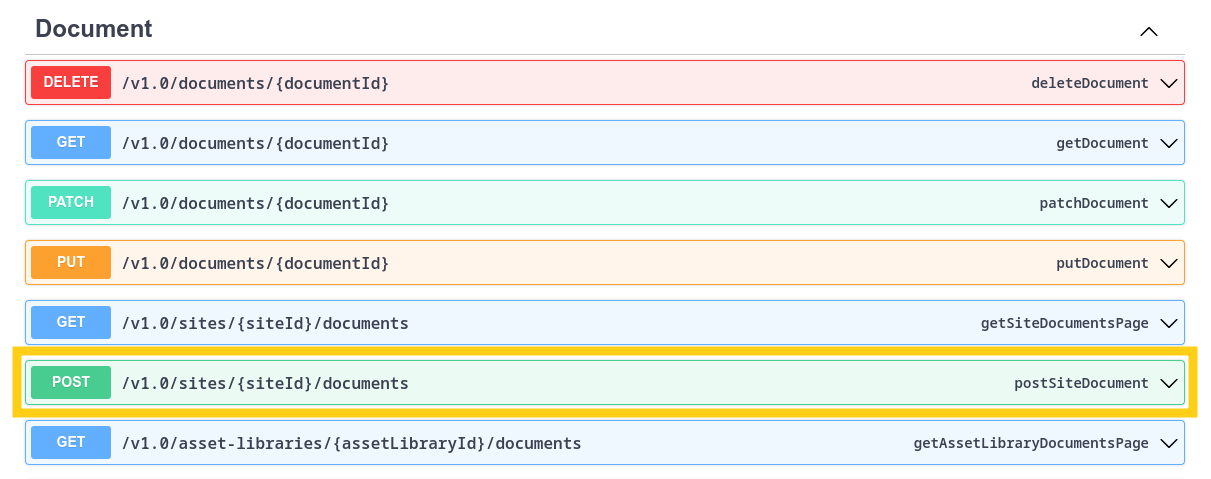 Document
DELETE /v1.0/documents/{documentId} deleteDocument
GET /v1.0/documents/{documentId} getDocument
PATCH /v1.0/documents/{documentId} patchDocument
PUT /v1.0/documents/{documentId} putDocument
GET /v1.0/sites/{siteId}/documents getSiteDocumentsPage
POST /v1.0/sites/{siteId}/documents postSiteDocument
GET /v1.0/asset-libraries/{assetLibraryId}/documents getAssetLibraryDocumentsPage